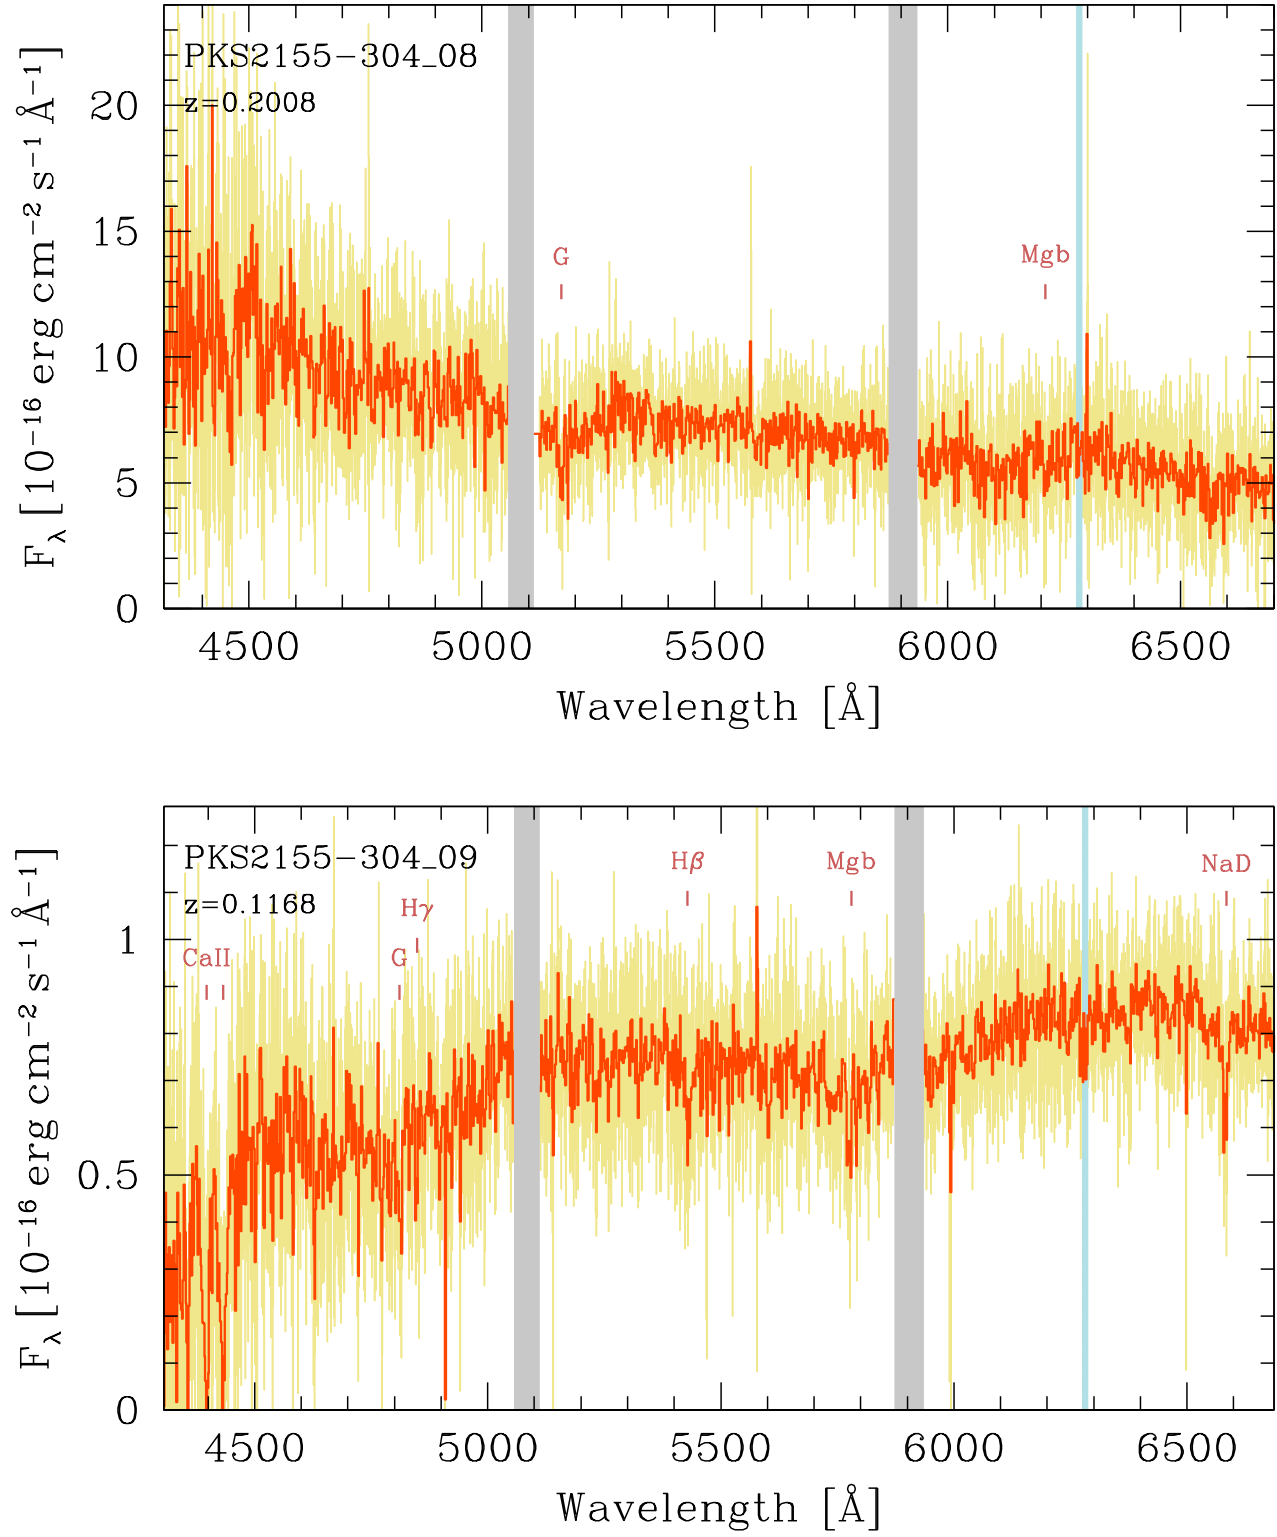 PKS2155−304_08
z=0.2008
G
Mgb
20
15
10
5
0
F_λ [10⁻¹⁶ erg cm⁻² s⁻¹ Å⁻¹]
4500 5000 5500 6000 6500
Wavelength [Å]
PKS2155−304_09
z=0.1168
Hβ Mgb NaD
Hγ
CaII G
1
0.5
0
F_λ [10⁻¹⁶ erg cm⁻² s⁻¹ Å⁻¹]
4500 5000 5500 6000 6500
Wavelength [Å]